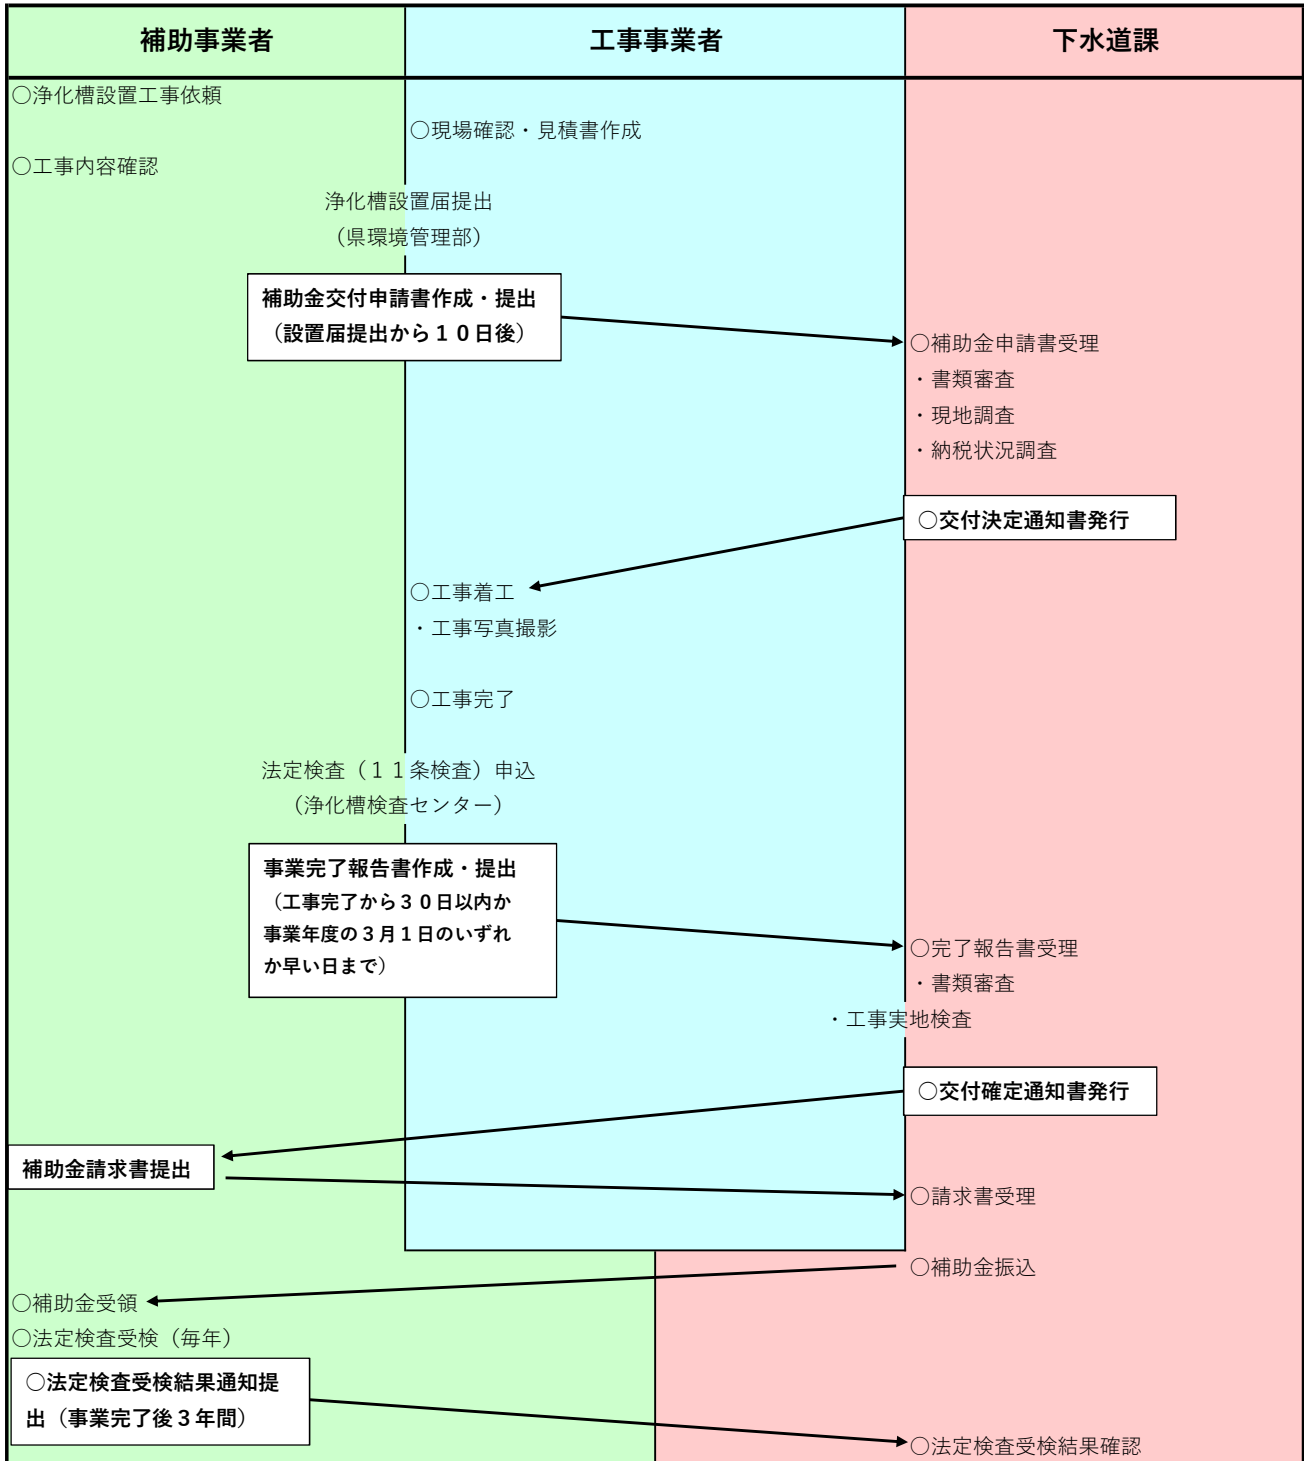 補助事業者
工事事業者
下水道課
○浄化槽設置工事依頼
○現場確認・見積書作成
○工事内容確認
浄化槽設置届提出
（県環境管理部）
補助金交付申請書作成・提出
（設置届提出から１０日後）
○補助金申請書受理
・書類審査
・現地調査
・納税状況調査
○交付決定通知書発行
○工事着工
・工事写真撮影
○工事完了
法定検査（１１条検査）申込
（浄化槽検査センター）
事業完了報告書作成・提出
（工事完了から３０日以内か
事業年度の３月１日のいずれ
か早い日まで）
○完了報告書受理
・書類審査
・工事実地検査
○交付確定通知書発行
補助金請求書提出
○請求書受理
○補助金振込
○補助金受領
○法定検査受検（毎年）
○法定検査受検結果通知提
出（事業完了後３年間）
○法定検査受検結果確認